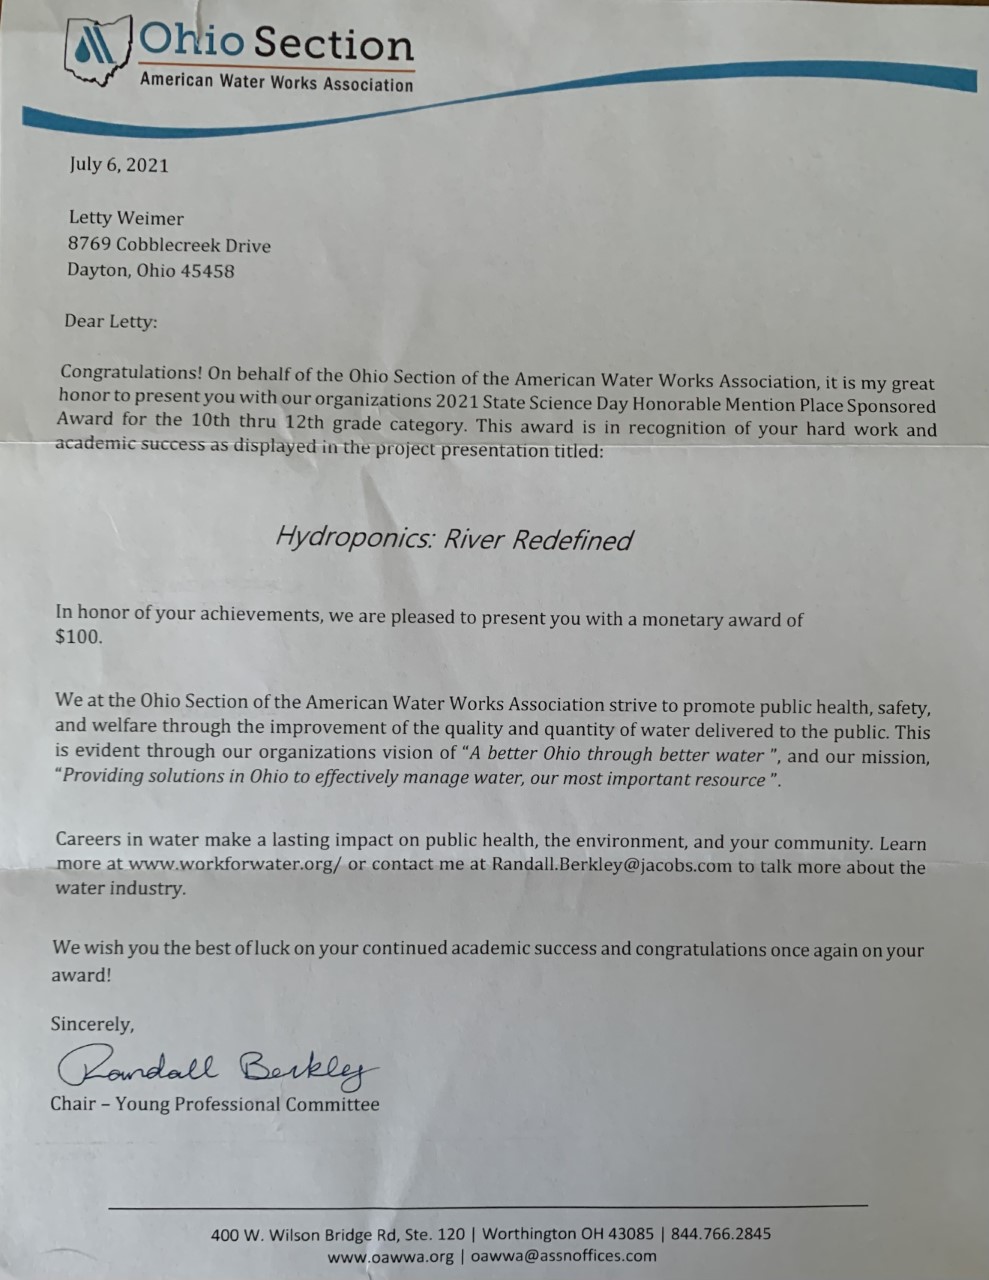 Ohio Section
American Water Works Association
July 6, 2021
Letty Weimer
8769 Cobblecreek Drive
Dayton, Ohio 45458
Dear Letty:
Congratulations! On behalf of the Ohio Section of the American Water Works Association, it is my great
honor to present you with our organizations 2021 State Science Day Honorable Mention Place Sponsored
Award for the 10th thru 12th grade category. This award is in recognition of your hard work and
academic success as displayed in the project presentation titled:
Hydroponics: River Redefined
In honor of your achievements, we are pleased to present you with a monetary award of
$100.
We at the Ohio Section of the American Water Works Association strive to promote public health, safety,
and welfare through the improvement of the quality and quantity of water delivered to the public. This
is evident through our organizations vision of “A better Ohio through better water ”, and our mission,
“Providing solutions in Ohio to effectively manage water, our most important resource ”.
Careers in water make a lasting impact on public health, the environment, and your community. Learn
more at www.workforwater.org/ or contact me at Randall.Berkley@jacobs.com to talk more about the
water industry.
We wish you the best of luck on your continued academic success and congratulations once again on your
award!
Sincerely,
Randall Berkley
Chair – Young Professional Committee
400 W. Wilson Bridge Rd, Ste. 120 | Worthington OH 43085 | 844.766.2845
www.oawwa.org | oawwa@assnoffices.com